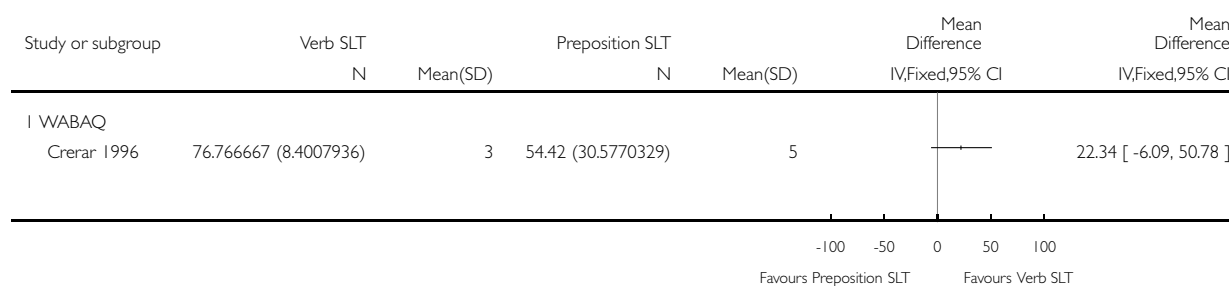 Study or subgroup Verb SLT Preposition SLT Mean Difference Mean Difference
N Mean(SD) N Mean(SD) IV,Fixed,95% CI IV,Fixed,95% CI
1 WABAQ
Crerar 1996 76.766667 (8.4007936) 3 54.42 (30.5770329) 5 22.34 [ -6.09, 50.78 ]
-100 -50 0 50 100
Favours Preposition SLT Favours Verb SLT